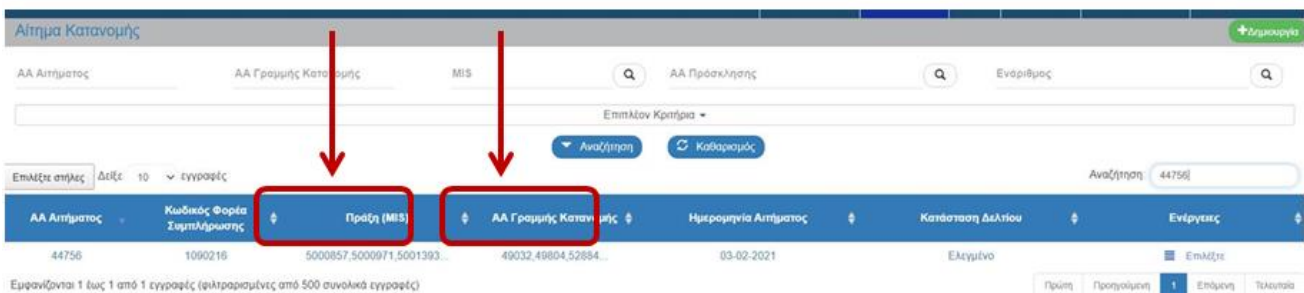 Αίτημα Κατανομής
+Δημιουργία
ΑΑ Αιτήματος ΑΑ Γραμμής Κατανομής MIS ΑΑ Πρόσκλησης Ενάριθμος
Επιπλέον Κριτήρια
Αναζήτηση Καθαρισμός
Επιλέξτε στήλες Δείξε 10 εγγραφές Αναζήτηση: 44756
ΑΑ Αιτήματος Κωδικός Φορέα Συμπλήρωσης Πράξη (MIS) ΑΑ Γραμμής Κατανομής Ημερομηνία Αιτήματος Κατάσταση Δελτίου Ενέργειες
44756 1090216 5000857,5000971,5001393... 49032,49804,52884... 03-02-2021 Ελεγμένο Επιλέξτε
Εμφανίζονται 1 έως 1 από 1 εγγραφές (φιλτραρισμένες από 500 συνολικά εγγραφές) Πρώτη Προηγούμενη 1 Επόμενη Τελευταία